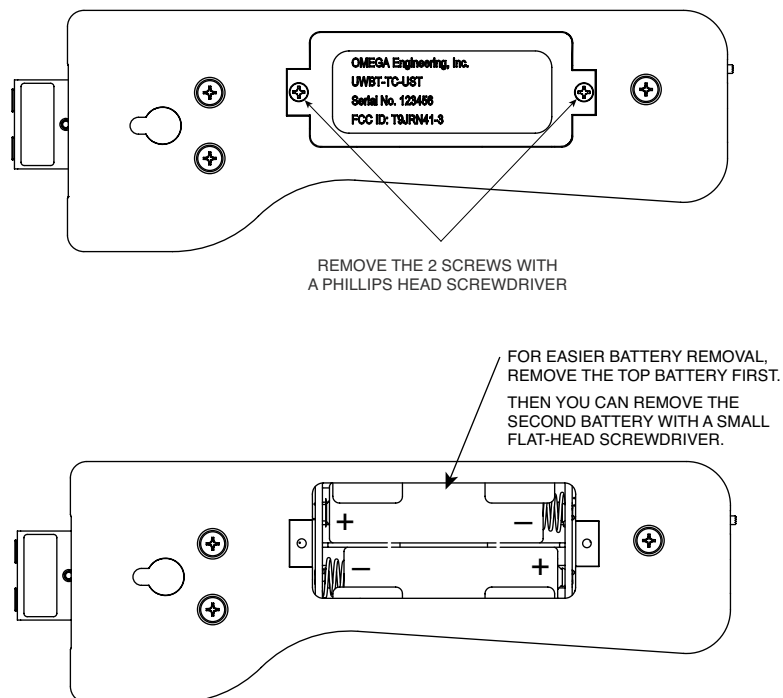 OMEGA Engineering, Inc.
UWBT-TC-UST
Serial No. 123456
FCC ID: T9JRN41-3
REMOVE THE 2 SCREWS WITH
A PHILLIPS HEAD SCREWDRIVER
FOR EASIER BATTERY REMOVAL,
REMOVE THE TOP BATTERY FIRST.
THEN YOU CAN REMOVE THE
SECOND BATTERY WITH A SMALL
FLAT-HEAD SCREWDRIVER.
+ −
− +